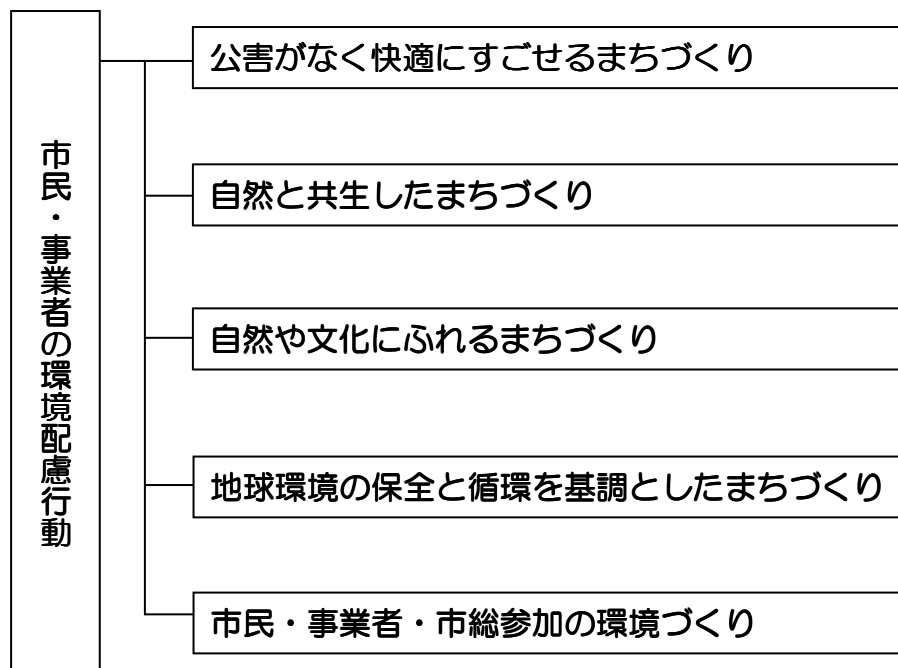 市民・事業者の環境配慮行動
公害がなく快適にすごせるまちづくり
自然と共生したまちづくり
自然や文化にふれるまちづくり
地球環境の保全と循環を基調としたまちづくり
市民・事業者・市総参加の環境づくり